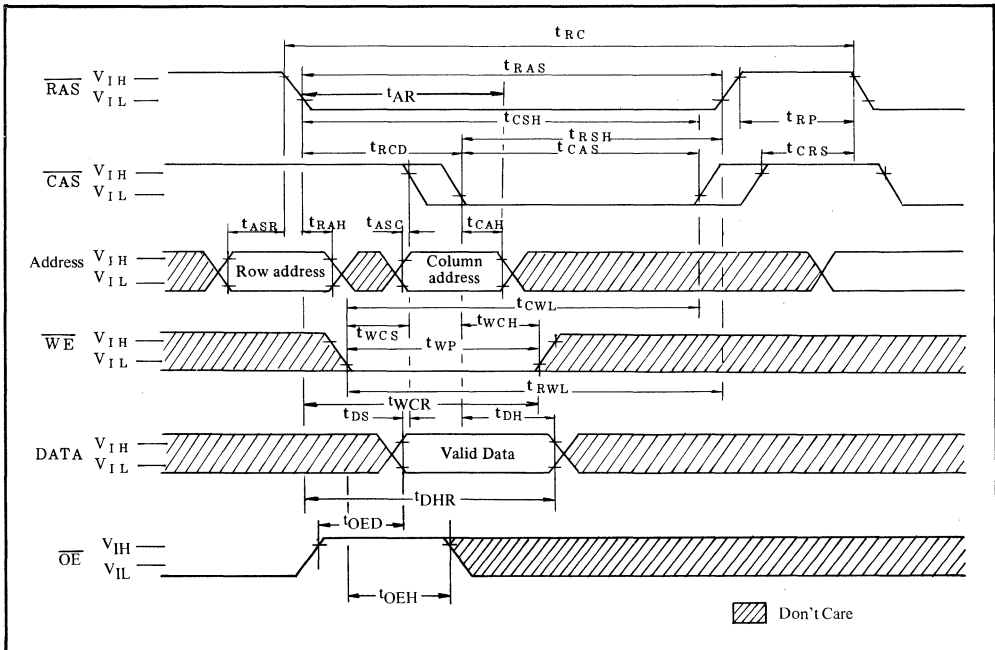 tRC
RAS VIH
VIL
tRAS
tAR
tCSH
tRP
tRSH
tRCD
tCAS
tCRS
CAS VIH
VIL
tASR
tRAH
tASC
tCAH
Address VIH
VIL
Row address
Column
address
tCWL
tWCS
tWCH
WE VIH
VIL
tWP
tRWL
tWCR
tDS
tDH
DATA VIH
VIL
Valid Data
tDHR
tOED
OE VIH
VIL
tOEH
Don't Care